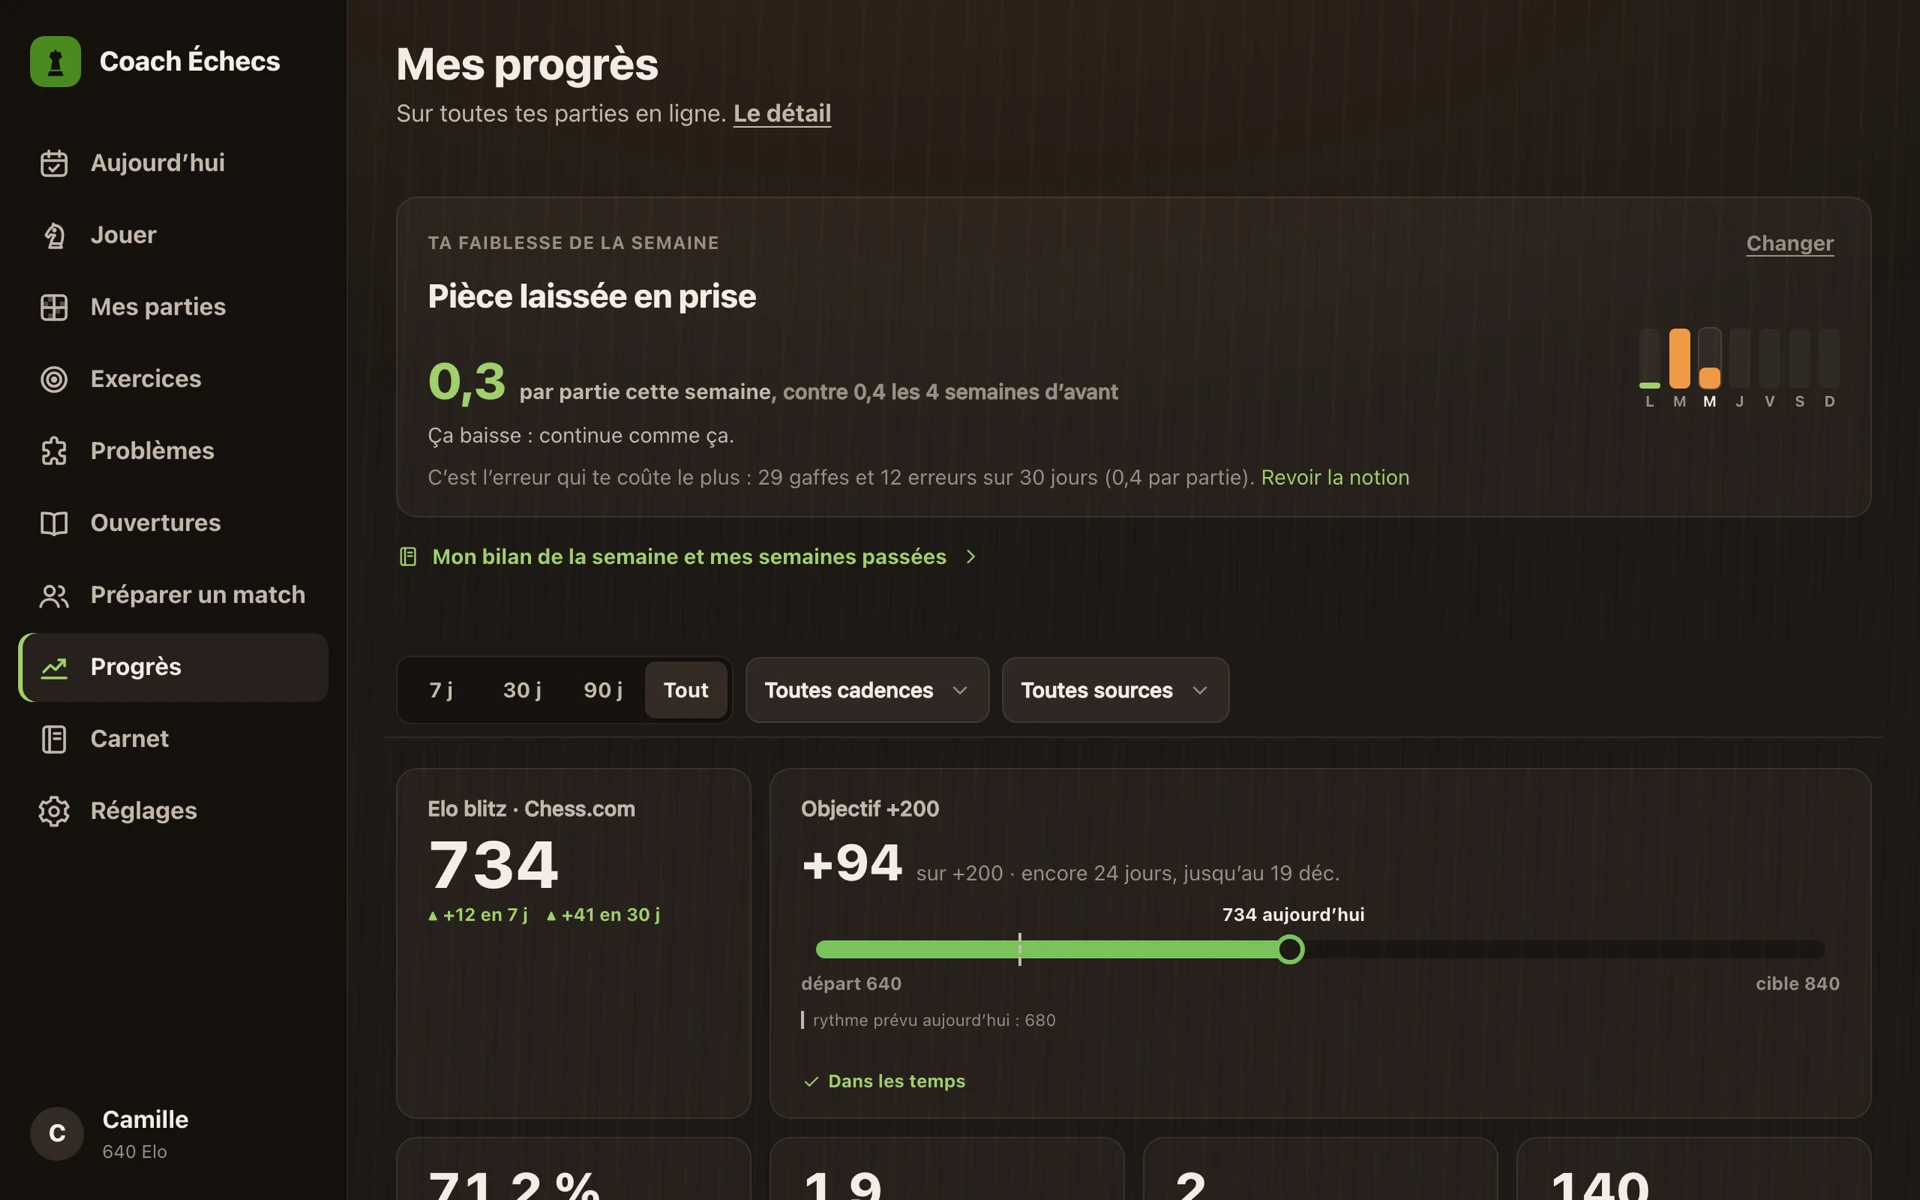 Coach Échecs
Aujourd’hui
Jouer
Mes parties
Exercices
Problèmes
Ouvertures
Préparer un match
Progrès
Carnet
Réglages
C
Camille
640 Elo
Mes progrès
Sur toutes tes parties en ligne. Le détail
TA FAIBLESSE DE LA SEMAINE
Changer
Pièce laissée en prise
0,3 par partie cette semaine, contre 0,4 les 4 semaines d’avant
Ça baisse : continue comme ça.
C’est l’erreur qui te coûte le plus : 29 gaffes et 12 erreurs sur 30 jours (0,4 par partie). Revoir la notion
L M M J V S D
Mon bilan de la semaine et mes semaines passées
7 j 30 j 90 j Tout
Toutes cadences
Toutes sources
Elo blitz · Chess.com
734
▲ +12 en 7 j ▲ +41 en 30 j
Objectif +200
+94 sur +200 · encore 24 jours, jusqu’au 19 déc.
734 aujourd’hui
départ 640
cible 840
rythme prévu aujourd’hui : 680
Dans les temps
71,2 %
1,9
2
140